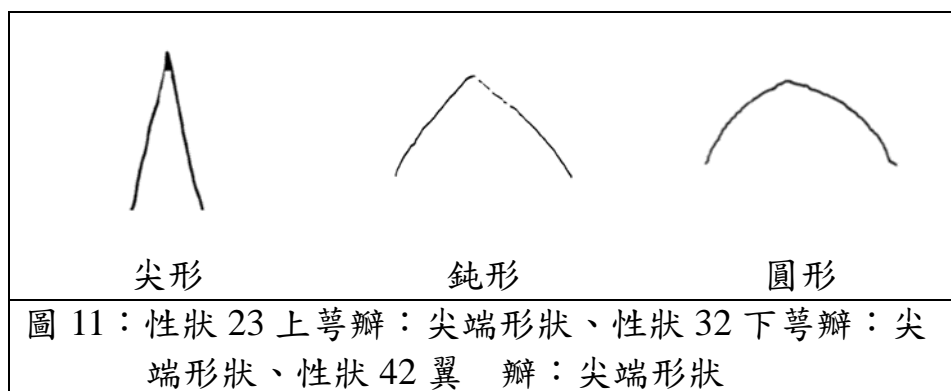 尖形 鈍形 圓形
圖 11：性狀 23 上萼瓣：尖端形狀、性狀 32 下萼瓣：尖
端形狀、性狀 42 翼　瓣：尖端形狀